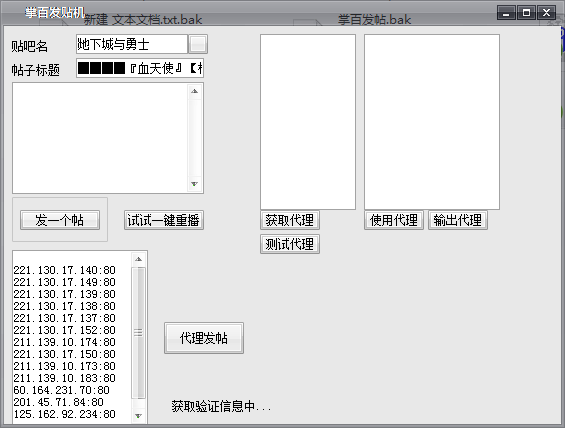 掌百发贴机
新建 文本文档.txt.bak
掌百发帖.bak
贴吧名
地下城与勇士
帖子标题
■■■■『血天使』【
发一个帖
试试一键重播
获取代理
使用代理
输出代理
测试代理
221.130.17.140:80
221.130.17.149:80
221.130.17.139:80
221.130.17.138:80
221.130.17.137:80
221.130.17.152:80
211.139.10.174:80
221.130.17.150:80
211.139.10.173:80
211.139.10.183:80
60.164.231.70:80
201.45.71.84:80
125.162.92.234:80
代理发帖
获取验证信息中...